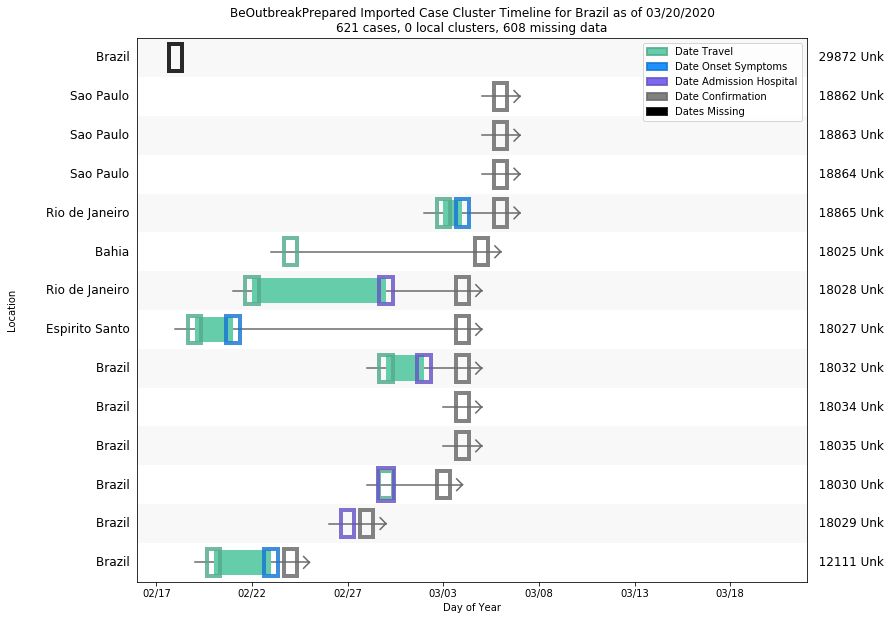 BeOutbreakPrepared Imported Case Cluster Timeline for Brazil as of 03/20/2020
621 cases, 0 local clusters, 608 missing data
Date Travel
Date Onset Symptoms
Date Admission Hospital
Date Confirmation
Dates Missing
Location
Brazil 29872 Unk
Sao Paulo 18862 Unk
Sao Paulo 18863 Unk
Sao Paulo 18864 Unk
Rio de Janeiro 18865 Unk
Bahia 18025 Unk
Rio de Janeiro 18028 Unk
Espirito Santo 18027 Unk
Brazil 18032 Unk
Brazil 18034 Unk
Brazil 18035 Unk
Brazil 18030 Unk
Brazil 18029 Unk
Brazil 12111 Unk
02/17 02/22 02/27 03/03 03/08 03/13 03/18
Day of Year